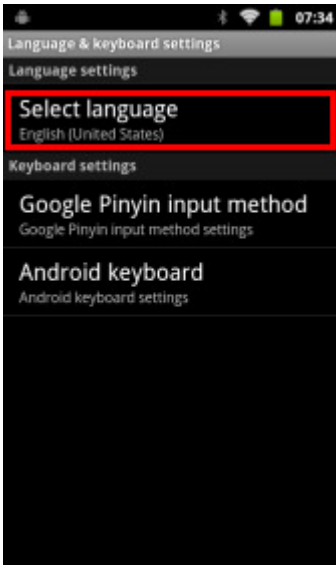 07:34
Language & keyboard settings
Language settings
Select language
English (United States)
Keyboard settings
Google Pinyin input method
Google Pinyin input method settings
Android keyboard
Android keyboard settings